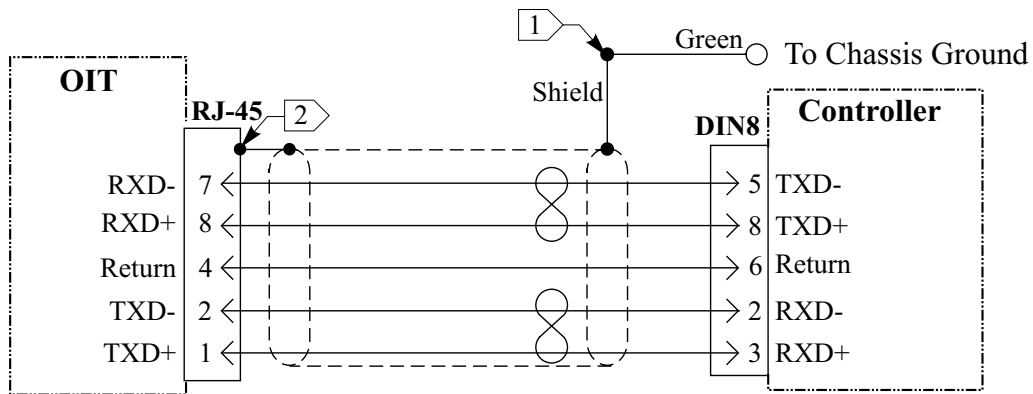 1
Green
To Chassis Ground
OIT
Shield
Controller
RJ-45
2
DIN8
RXD- 7
5 TXD-
RXD+ 8
8 TXD+
Return 4
6 Return
TXD- 2
2 RXD-
TXD+ 1
3 RXD+